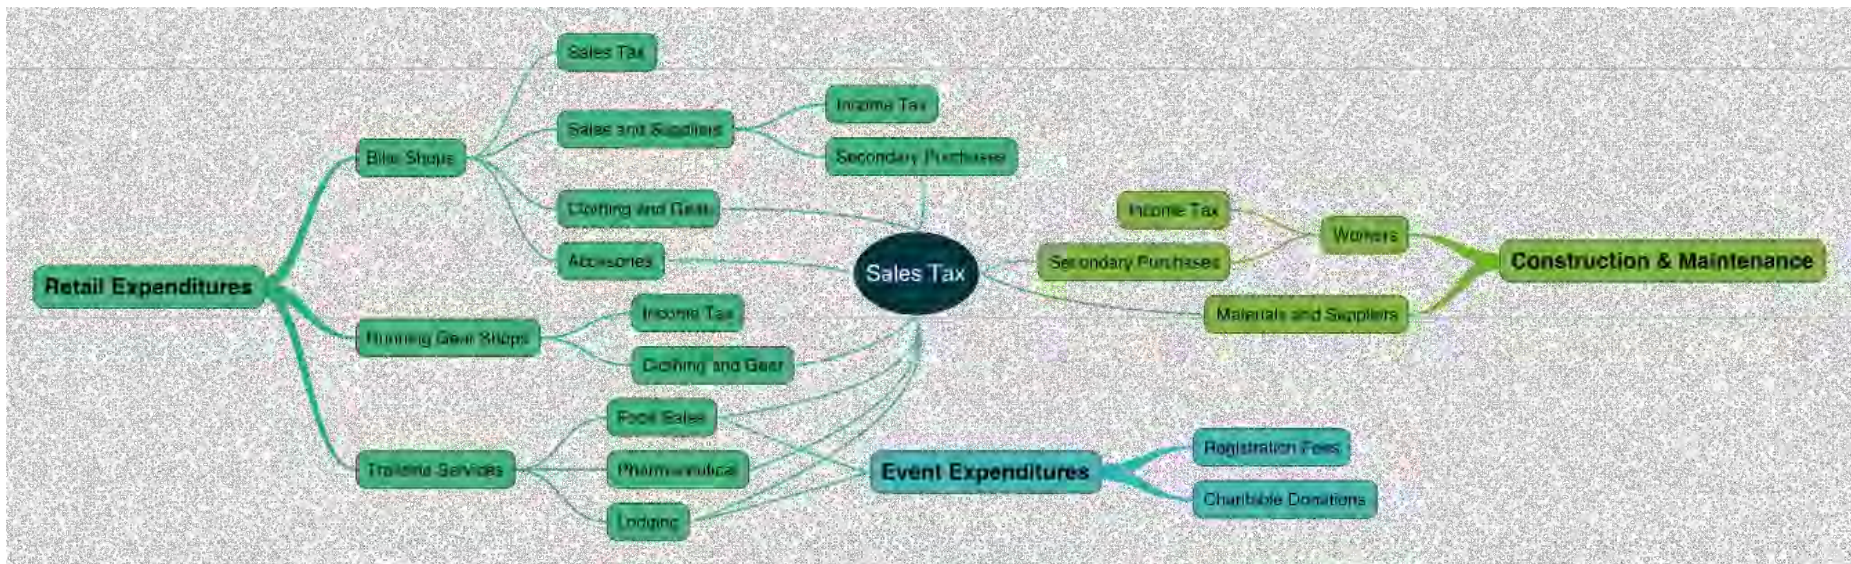 Sales Tax
Income Tax
Sales and Suppliers
Bike Shops
Secondary Purchases
Income Tax
Clothing and Gear
Workers
Accesories
Secondary Purchases
Construction & Maintenance
Sales Tax
Retail Expenditures
Income Tax
Materials and Suppliers
Running Gear Shops
Clothing and Gear
Food Sales
Registration Fees
Trailside Services
Pharmaceutical
Event Expenditures
Charitable Donations
Lodging